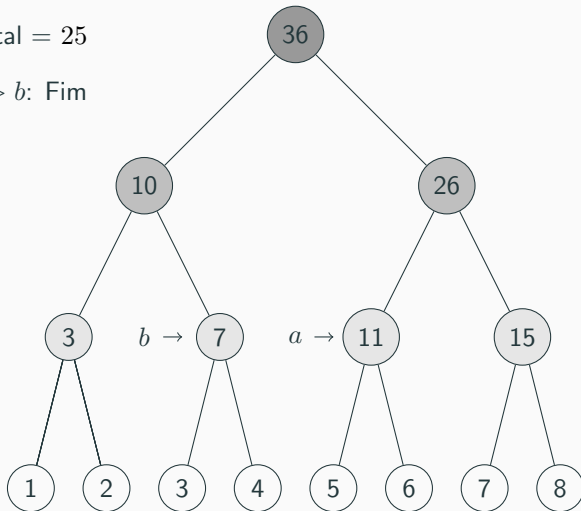 tal = 25
36
> b: Fim
10 26
3 b → 7 a → 11 15
1 2 3 4 5 6 7 8